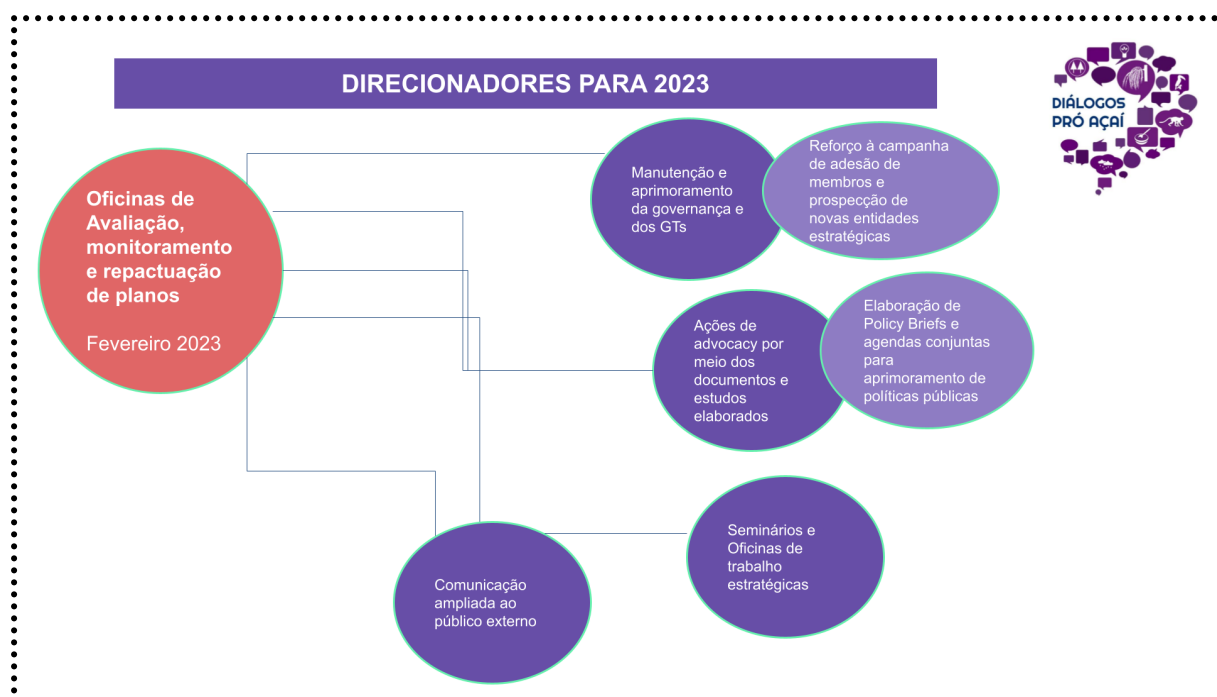 DIRECIONADORES PARA 2023
DIÁLOGOS
PRÓ AÇAÍ
Oficinas de
Avaliação,
monitoramento
e repactuação
de planos
Fevereiro 2023
Manutenção e
aprimoramento
da governança e
dos GTs
Reforço à campanha
de adesão de
membros e
prospecção de
novas entidades
estratégicas
Ações de
advocacy por
meio dos
documentos e
estudos
elaborados
Elaboração de
Policy Briefs e
agendas conjuntas
para
aprimoramento de
políticas públicas
Seminários e
Oficinas de
trabalho
estratégicas
Comunicação
ampliada ao
público externo